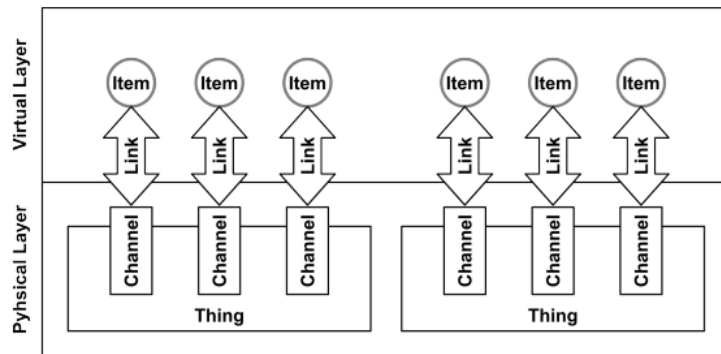 Virtual Layer
Item Item Item Item Item Item
Link Link Link Link Link Link
Pyhsical Layer
Channel Channel Channel Channel Channel Channel
Thing Thing